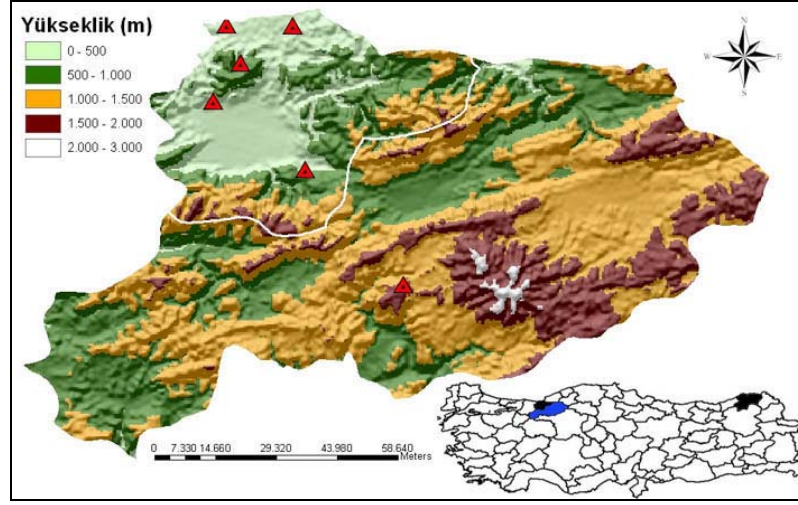 Yükseklik (m)
0 - 500
500 - 1.000
1.000 - 1.500
1.500 - 2.000
2.000 - 3.000
N
W
E
S
0 7.330 14.660 29.320 43.980 58.640
Meters